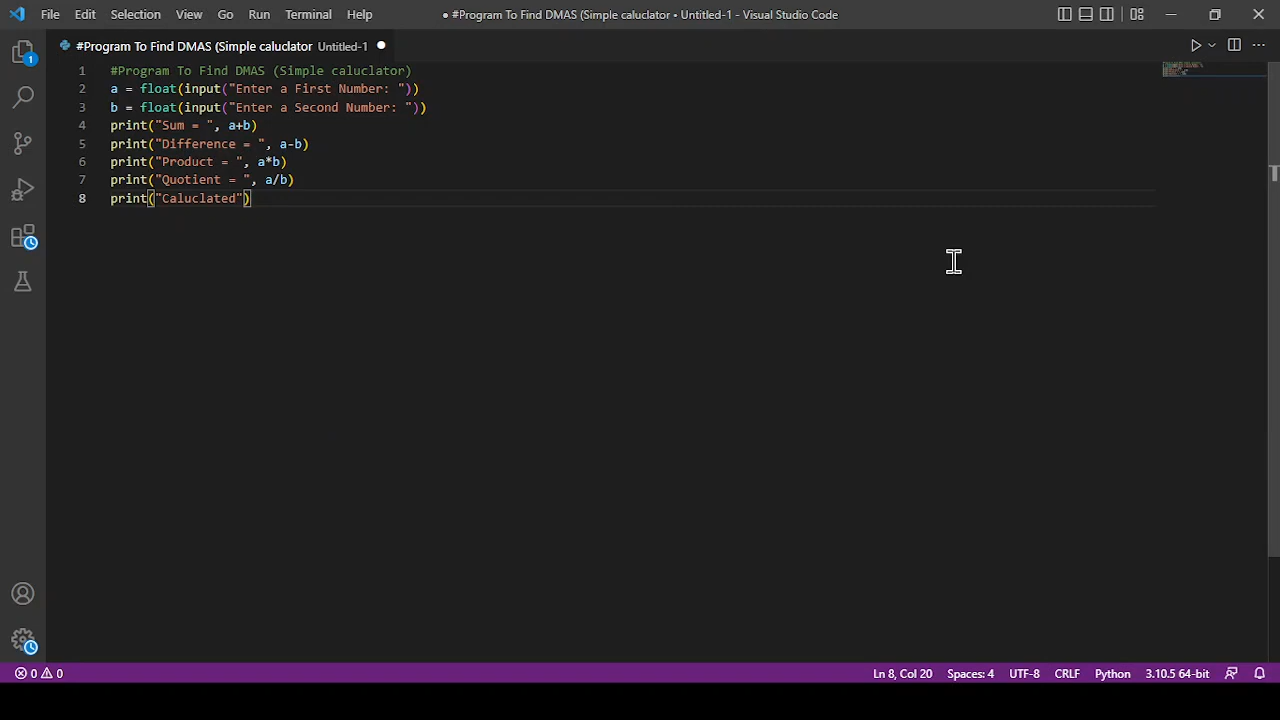 File Edit Selection View Go Run Terminal Help ● #Program To Find DMAS (Simple caluclator • Untitled-1 - Visual Studio Code
#Program To Find DMAS (Simple caluclator Untitled-1 ●
1 #Program To Find DMAS (Simple caluclator)
2 a = float(input("Enter a First Number: "))
3 b = float(input("Enter a Second Number: "))
4 print("Sum = ", a+b)
5 print("Difference = ", a-b)
6 print("Product = ", a*b)
7 print("Quotient = ", a/b)
8 print("Caluclated")
1
0 0 Ln 8, Col 20 Spaces: 4 UTF-8 CRLF Python 3.10.5 64-bit